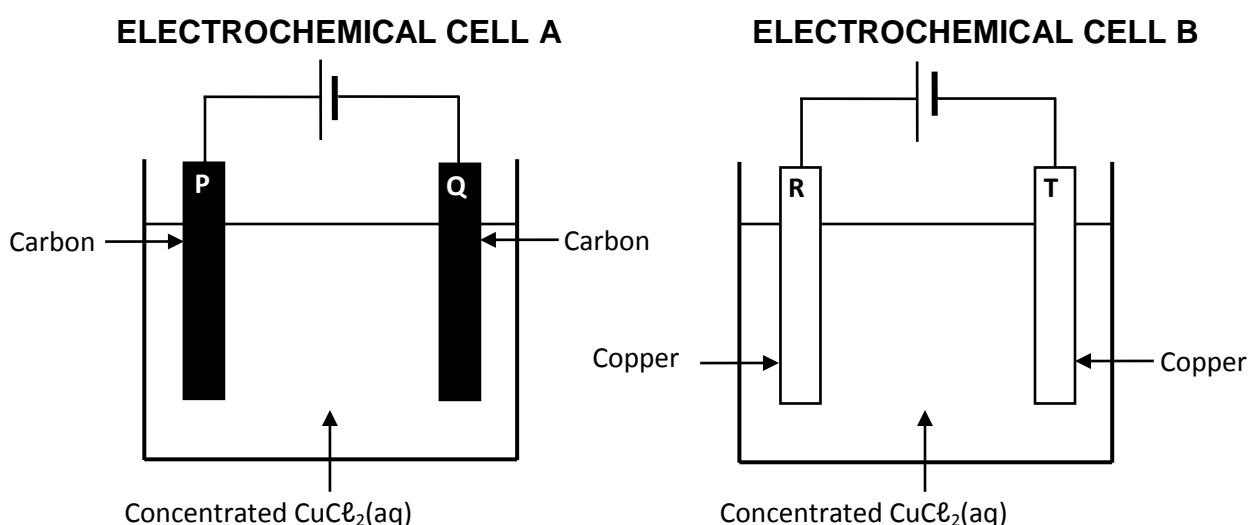 ELECTROCHEMICAL CELL A
ELECTROCHEMICAL CELL B
P
Q
R
T
Carbon
Carbon
Copper
Copper
Concentrated CuCℓ₂(aq)
Concentrated CuCℓ₂(aq)